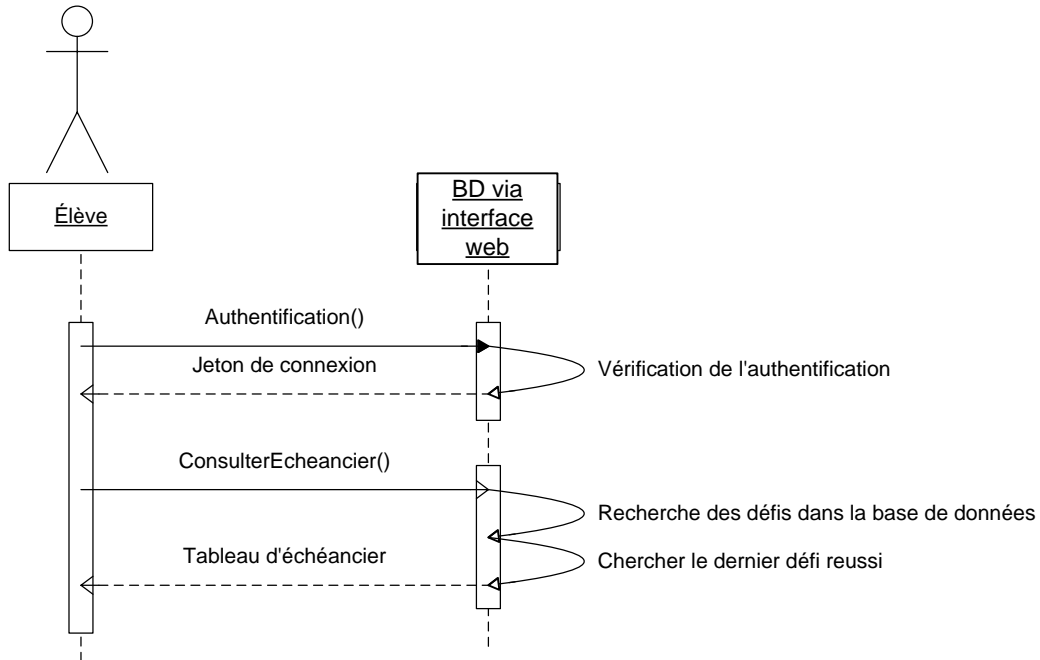 Élève
BD via
interface
web
Authentification()
Jeton de connexion
Vérification de l'authentification
ConsulterEcheancier()
Recherche des défis dans la base de données
Tableau d'échéancier
Chercher le dernier défi reussi